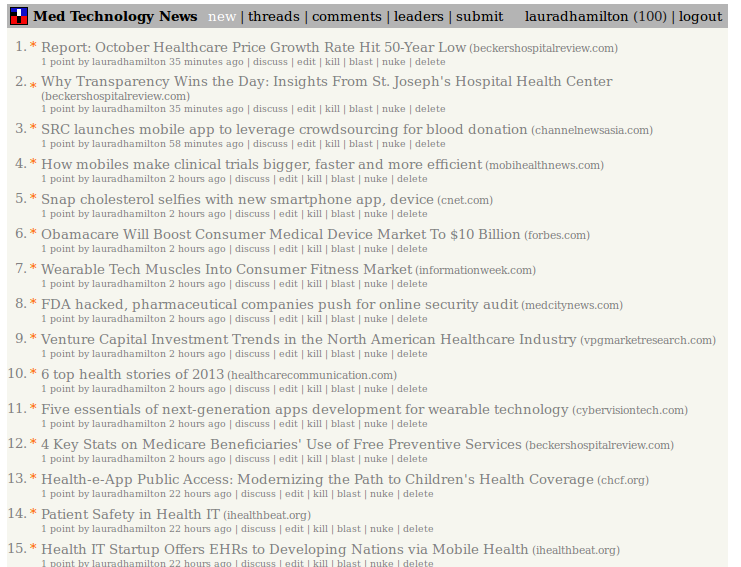 Med Technology News new | threads | comments | leaders | submit lauradhamilton (100) | logout
1. * Report: October Healthcare Price Growth Rate Hit 50-Year Low (beckershospitalreview.com)
1 point by lauradhamilton 35 minutes ago | discuss | edit | kill | blast | nuke | delete
2. * Why Transparency Wins the Day: Insights From St. Joseph's Hospital Health Center
(beckershospitalreview.com)
1 point by lauradhamilton 35 minutes ago | discuss | edit | kill | blast | nuke | delete
3. * SRC launches mobile app to leverage crowdsourcing for blood donation (channelnewsasia.com)
1 point by lauradhamilton 58 minutes ago | discuss | edit | kill | blast | nuke | delete
4. * How mobiles make clinical trials bigger, faster and more efficient (mobihealthnews.com)
1 point by lauradhamilton 2 hours ago | discuss | edit | kill | blast | nuke | delete
5. * Snap cholesterol selfies with new smartphone app, device (cnet.com)
1 point by lauradhamilton 2 hours ago | discuss | edit | kill | blast | nuke | delete
6. * Obamacare Will Boost Consumer Medical Device Market To $10 Billion (forbes.com)
1 point by lauradhamilton 2 hours ago | discuss | edit | kill | blast | nuke | delete
7. * Wearable Tech Muscles Into Consumer Fitness Market (informationweek.com)
1 point by lauradhamilton 2 hours ago | discuss | edit | kill | blast | nuke | delete
8. * FDA hacked, pharmaceutical companies push for online security audit (medcitynews.com)
1 point by lauradhamilton 2 hours ago | discuss | edit | kill | blast | nuke | delete
9. * Venture Capital Investment Trends in the North American Healthcare Industry (vpgmarketresearch.com)
1 point by lauradhamilton 2 hours ago | discuss | edit | kill | blast | nuke | delete
10. * 6 top health stories of 2013 (healthcarecommunication.com)
1 point by lauradhamilton 2 hours ago | discuss | edit | kill | blast | nuke | delete
11. * Five essentials of next-generation apps development for wearable technology (cybervisiontech.com)
1 point by lauradhamilton 2 hours ago | discuss | edit | kill | blast | nuke | delete
12. * 4 Key Stats on Medicare Beneficiaries' Use of Free Preventive Services (beckershospitalreview.com)
1 point by lauradhamilton 2 hours ago | discuss | edit | kill | blast | nuke | delete
13. * Health-e-App Public Access: Modernizing the Path to Children's Health Coverage (chcf.org)
1 point by lauradhamilton 22 hours ago | discuss | edit | kill | blast | nuke | delete
14. * Patient Safety in Health IT (ihealthbeat.org)
1 point by lauradhamilton 22 hours ago | discuss | edit | kill | blast | nuke | delete
15. * Health IT Startup Offers EHRs to Developing Nations via Mobile Health (ihealthbeat.org)
1 point by lauradhamilton 22 hours ago | discuss | edit | kill | blast | nuke | delete